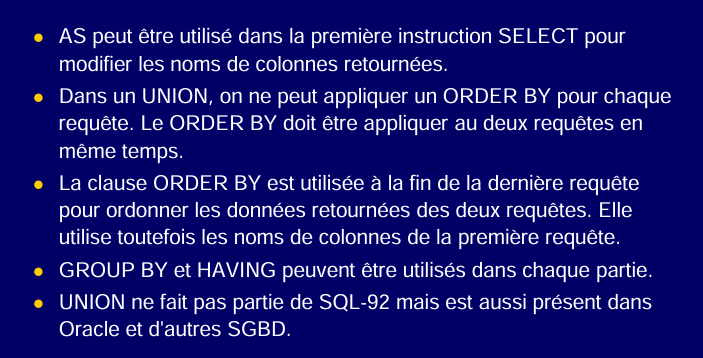 ● AS peut être utilisé dans la première instruction SELECT pour
modifier les noms de colonnes retournées.
● Dans un UNION, on ne peut appliquer un ORDER BY pour chaque
requête. Le ORDER BY doit être appliquer au deux requêtes en
même temps.
● La clause ORDER BY est utilisée à la fin de la dernière requête
pour ordonner les données retournées des deux requêtes. Elle
utilise toutefois les noms de colonnes de la première requête.
● GROUP BY et HAVING peuvent être utilisés dans chaque partie.
● UNION ne fait pas partie de SQL-92 mais est aussi présent dans
Oracle et d'autres SGBD.